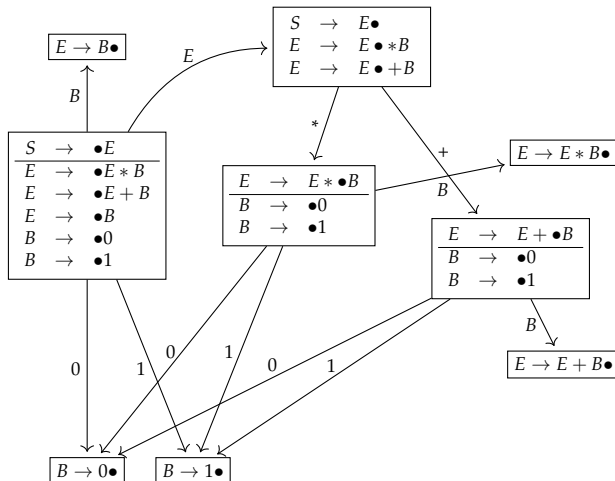 S → E●
E → E● ∗B
E → E● +B
E → B●
E
B
S → ●E
E → ●E ∗ B
E → ●E + B
E → ●B
B → ●0
B → ●1
*
+
E → E ∗ B●
E → E ∗ ●B
B → ●0
B → ●1
B
E → E + ●B
B → ●0
B → ●1
B
E → E + B●
0
1
0
1
0
1
B → 0●
B → 1●